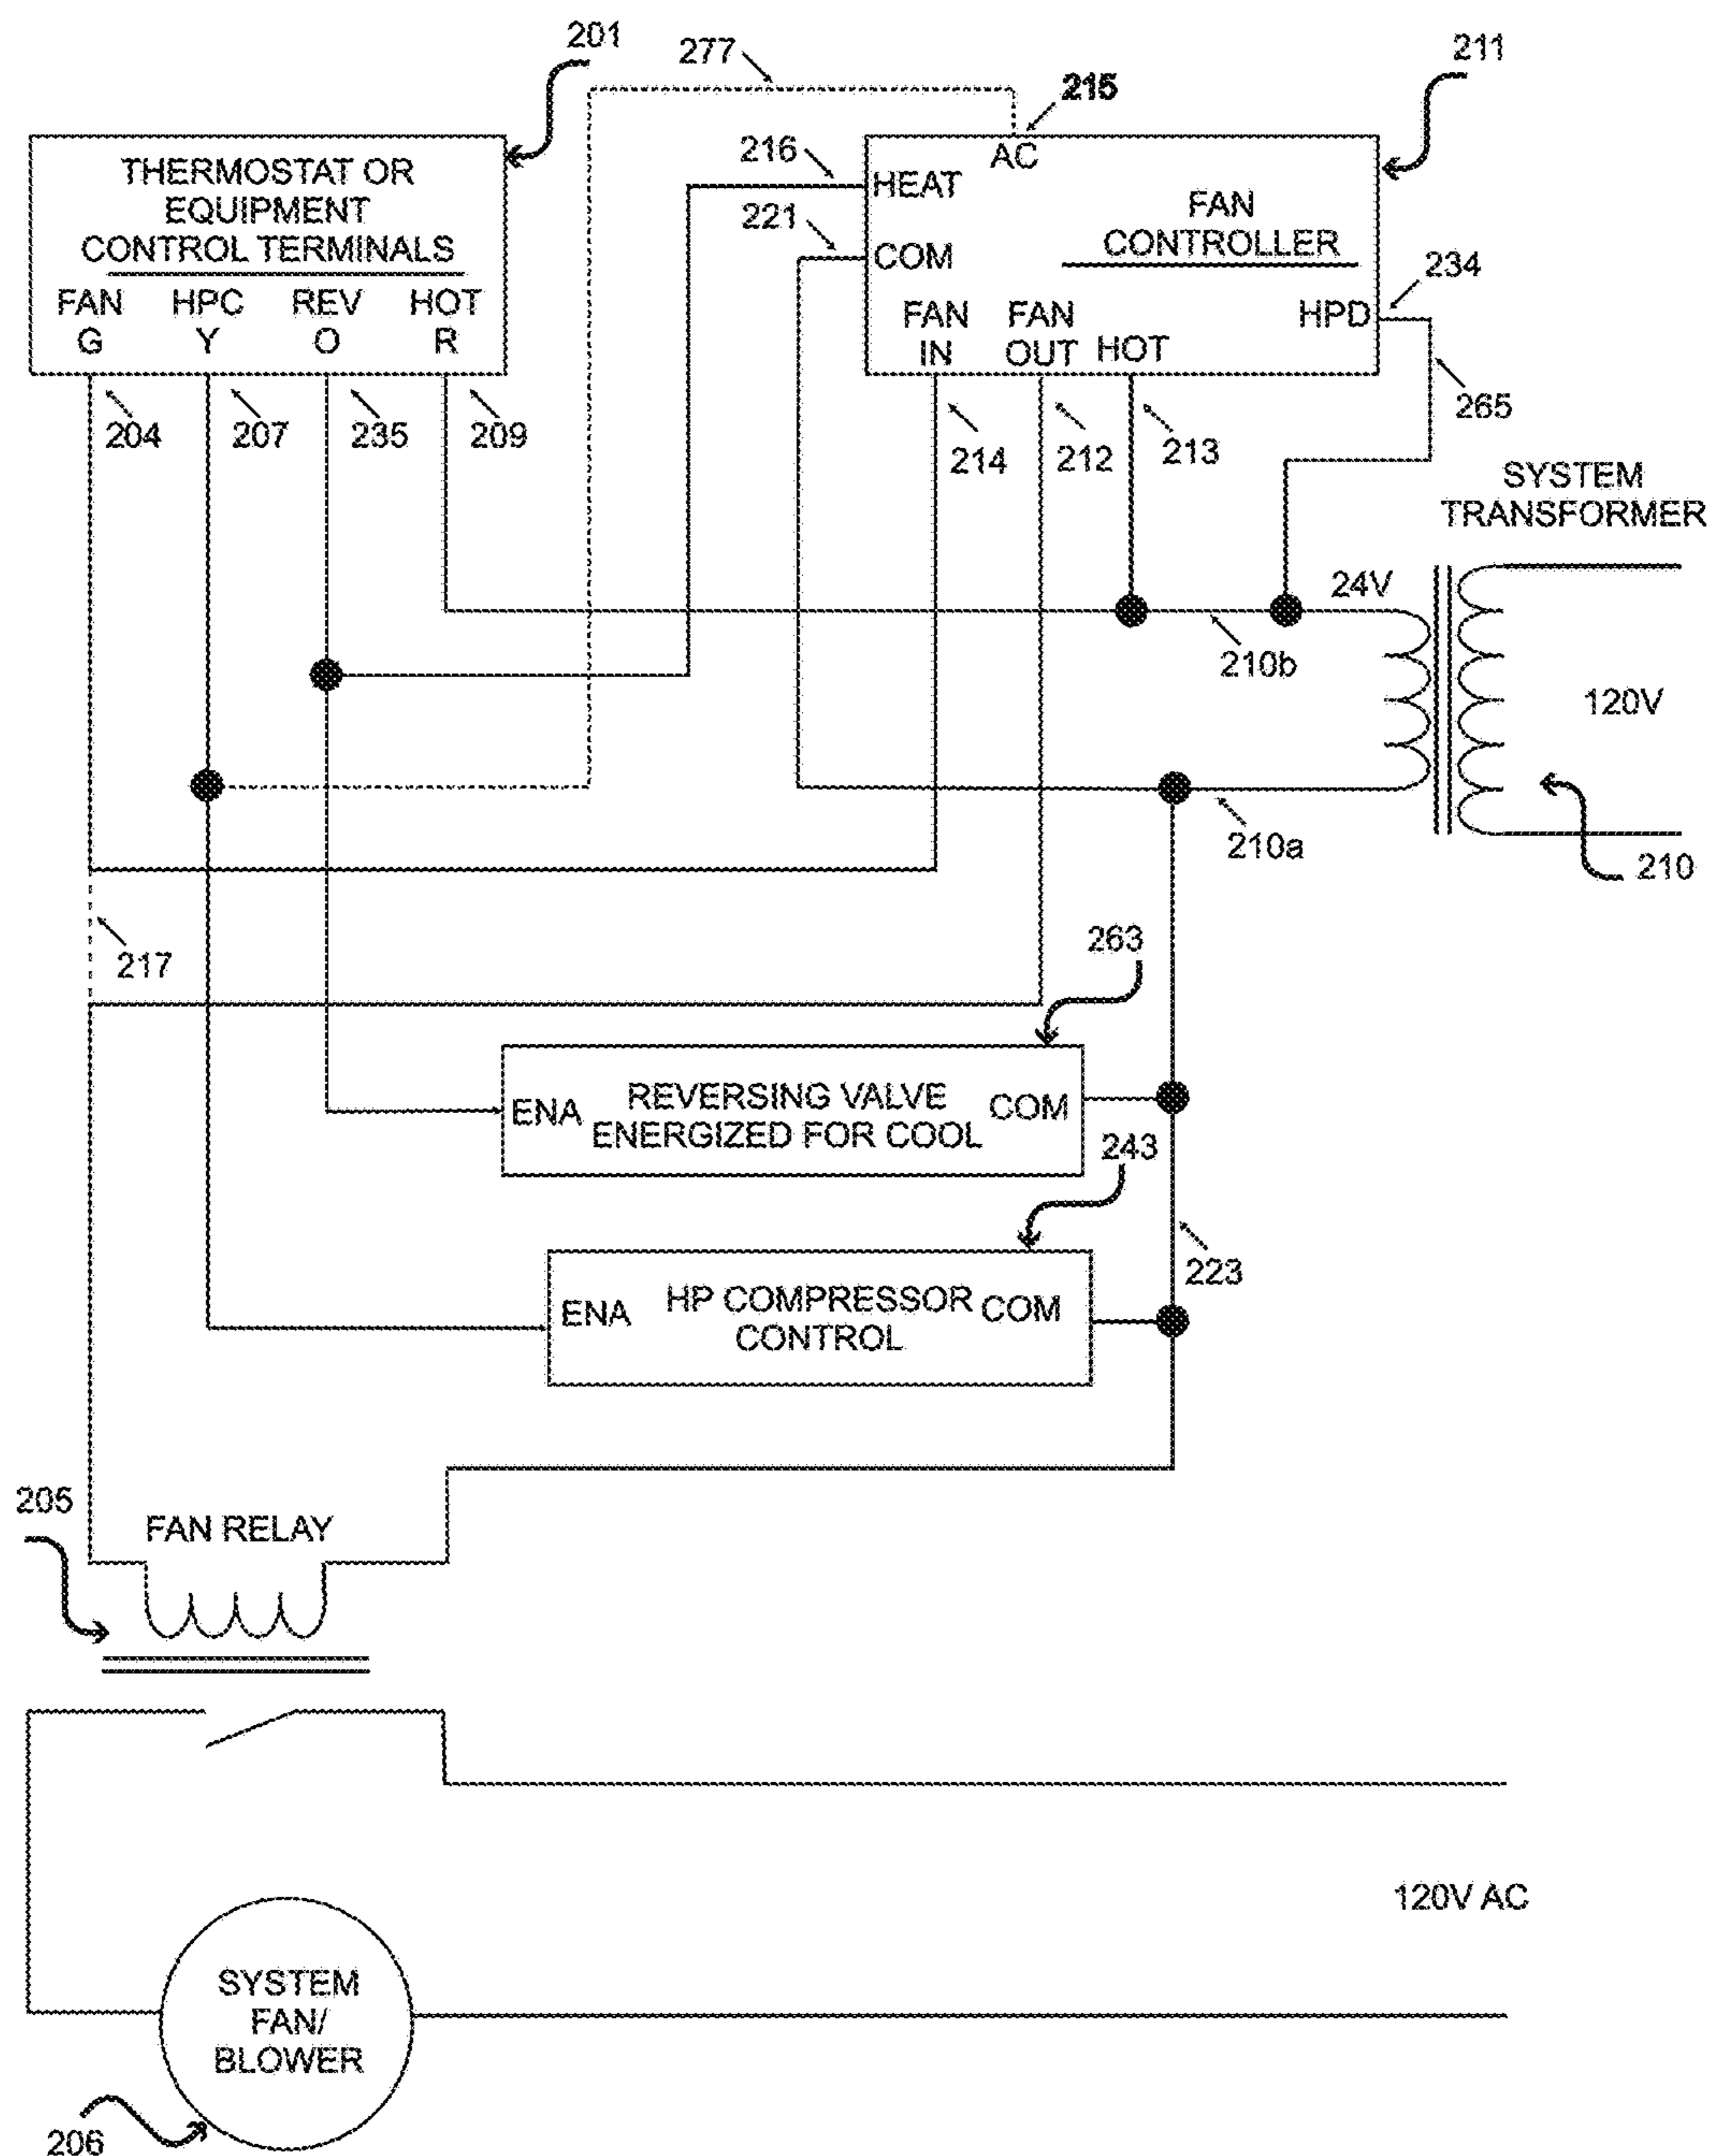 201
277
215
211
THERMOSTAT OR
EQUIPMENT
CONTROL TERMINALS
FAN HPC REV HOT
G Y O R
216
221
HEAT
AC
COM
FAN
CONTROLLER
FAN
IN
FAN
OUT
HOT
HPD
234
265
204
207
235
209
214
212
213
SYSTEM
TRANSFORMER
24V
210b
120V
210a
210
217
263
ENA
REVERSING VALVE
ENERGIZED FOR COOL
COM
243
223
ENA
HP COMPRESSOR
CONTROL
COM
205
FAN RELAY
120V AC
SYSTEM
FAN/
BLOWER
206